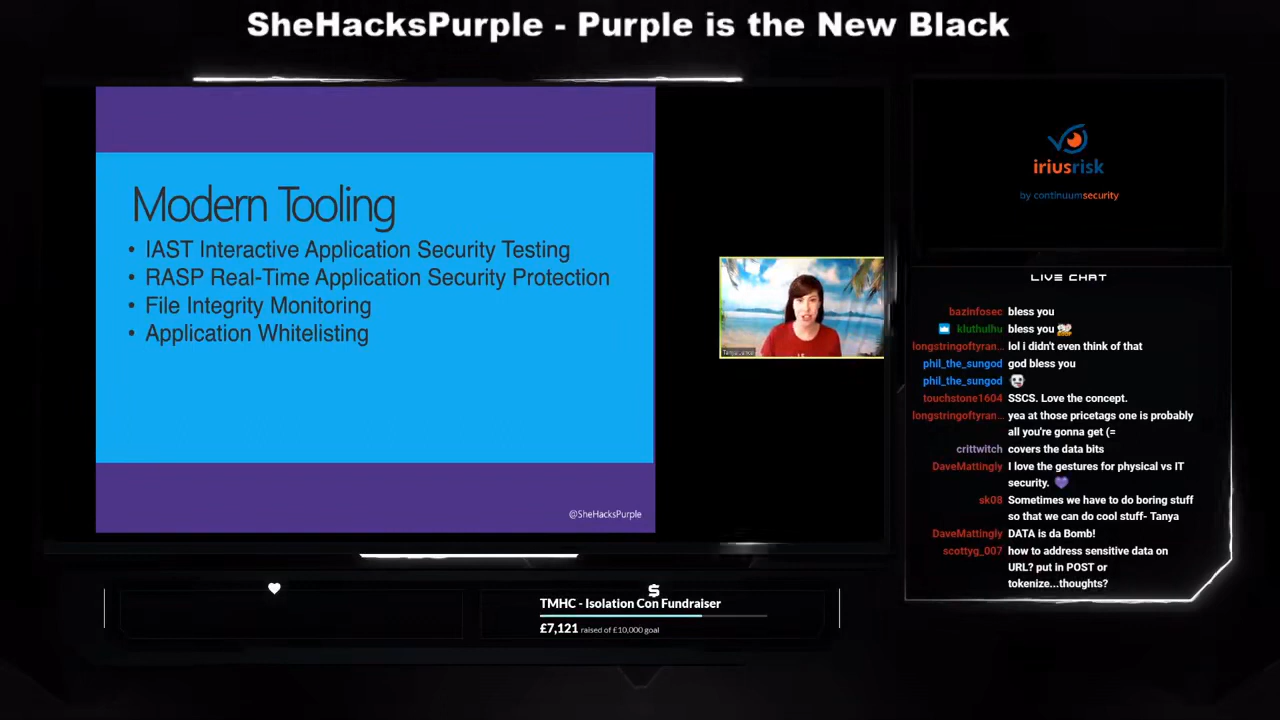 SheHacksPurple - Purple is the New Black
Modern Tooling
• IAST Interactive Application Security Testing
• RASP Real-Time Application Security Protection
• File Integrity Monitoring
• Application Whitelisting
@SheHacksPurple
iriusrisk
by continuumsecurity
LIVE CHAT
bazinfosec bless you
kluthulhu bless you
longstringoftyran... lol i didn't even think of that
phil_the_sungod god bless you
phil_the_sungod
touchstone1604 SSCS. Love the concept.
longstringoftyran... yea at those pricetags one is probably
all you're gonna get (=
crittwitch covers the data bits
DaveMattingly I love the gestures for physical vs IT
security.
sk08 Sometimes we have to do boring stuff
so that we can do cool stuff- Tanya
DaveMattingly DATA is da Bomb!
scottyg_007 how to address sensitive data on
URL? put in POST or
tokenize...thoughts?
$
TMHC - Isolation Con Fundraiser
£7,121 raised of £10,000 goal